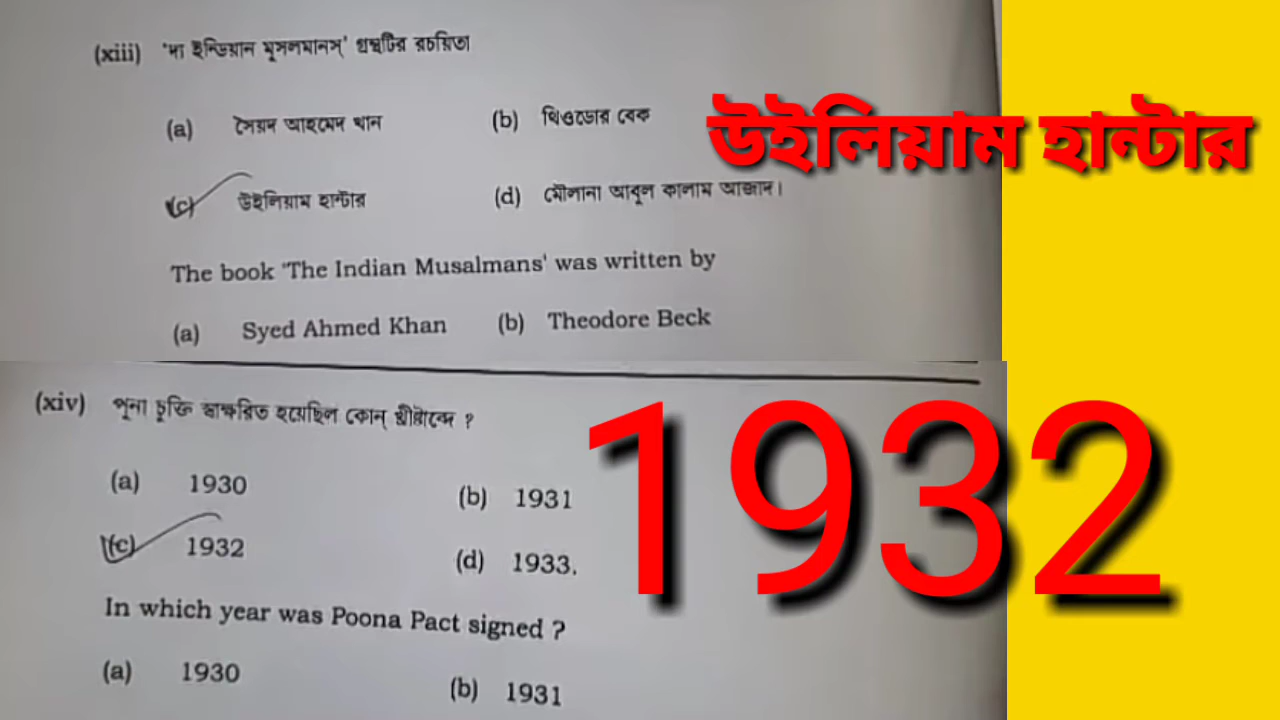 (xiii) 'দা ইন্ডিয়ান মুসলমানস্' গ্রন্থটির রচয়িতা
(a) সৈয়দ আহমেদ খান (b) থিওডোর বেক
উইলিয়াম হান্টার
(c) উইলিয়াম হান্টার (d) মৌলানা আবুল কালাম আজাদ।
The book 'The Indian Musalmans' was written by
(a) Syed Ahmed Khan (b) Theodore Beck
(xiv) পুনা চুক্তি স্বাক্ষরিত হয়েছিল কোন্ খ্রীষ্টাব্দে ?
(a) 1930 (b) 1931
1932
(c) 1932 (d) 1933.
In which year was Poona Pact signed ?
(a) 1930 (b) 1931